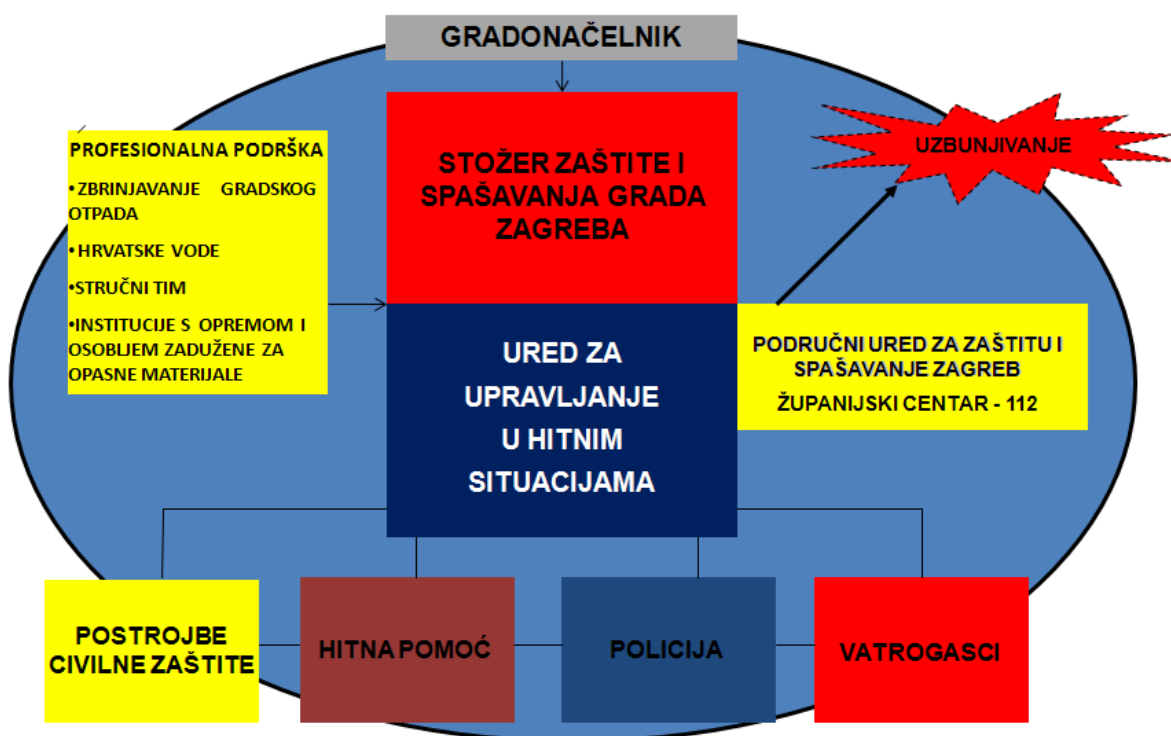 GRADONAČELNIK
STOŽER ZAŠTITE I
SPAŠAVANJA GRADA
ZAGREBA
UZBUNJIVANJE
PROFESIONALNA PODRŠKA
•ZBRINJAVANJE GRADSKOG
OTPADA
•HRVATSKE VODE
•STRUČNI TIM
•INSTITUCIJE S OPREMOM I
OSOBLJEM ZADUŽENE ZA
OPASNE MATERIJALE
URED ZA
UPRAVLJANJE
U HITNIM
SITUACIJAMA
PODRUČNI URED ZA ZAŠTITU I
SPAŠAVANJE ZAGREB
ŽUPANIJSKI CENTAR - 112
POSTROJBE
CIVILNE ZAŠTITE
HITNA POMOĆ
POLICIJA
VATROGASCI